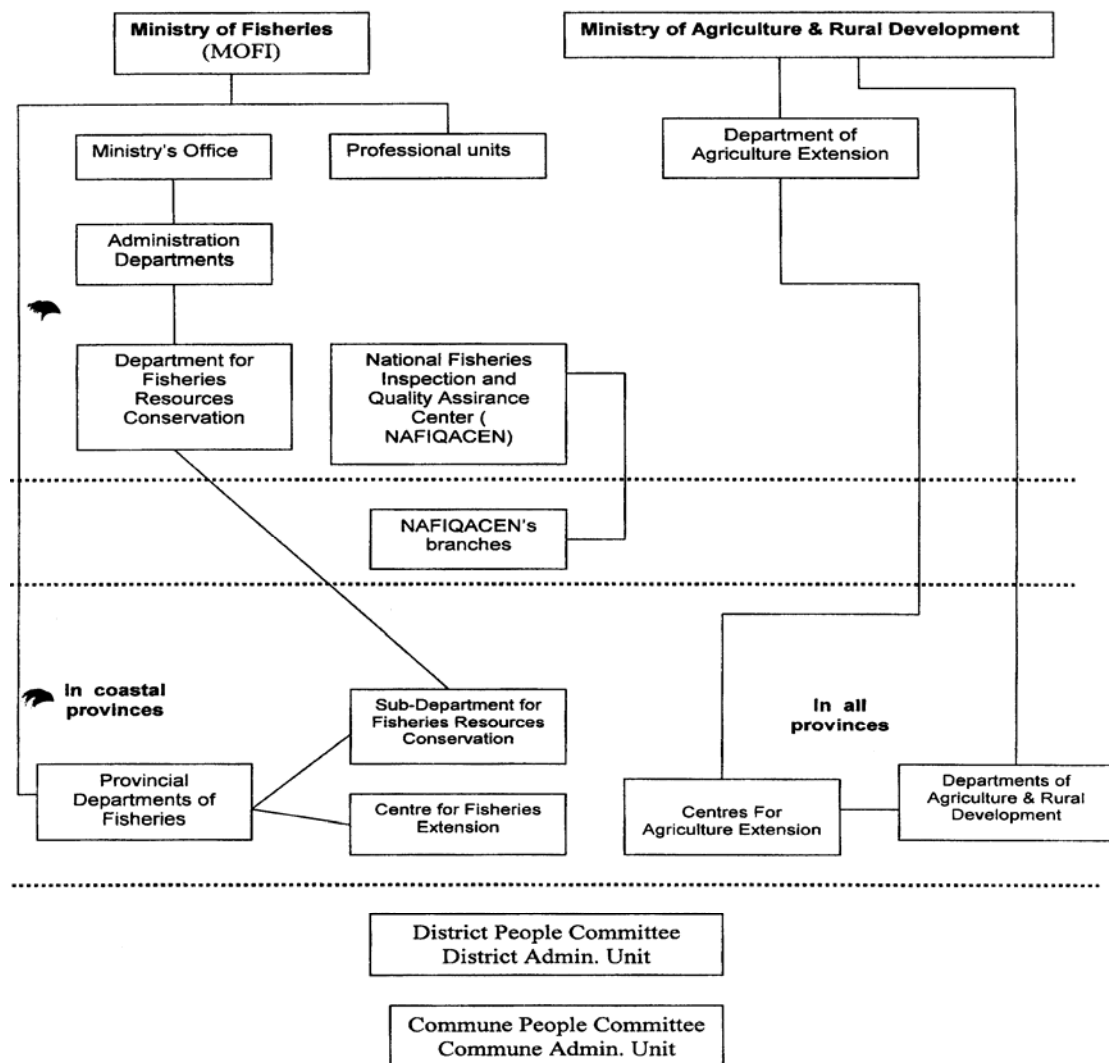 Ministry of Fisheries
(MOFI)
Ministry of Agriculture & Rural Development
Ministry's Office
Professional units
Department of
Agriculture Extension
Administration
Departments
Department for
Fisheries
Resources
Conservation
National Fisheries
Inspection and
Quality Assirance
Center (
NAFIQACEN)
NAFIQACEN's
branches
In coastal
provinces
Sub-Department for
Fisheries Resources
Conservation
In all
provinces
Provincial
Departments of
Fisheries
Centre for Fisheries
Extension
Centres For
Agriculture Extension
Departments of
Agriculture & Rural
Development
District People Committee
District Admin. Unit
Commune People Committee
Commune Admin. Unit